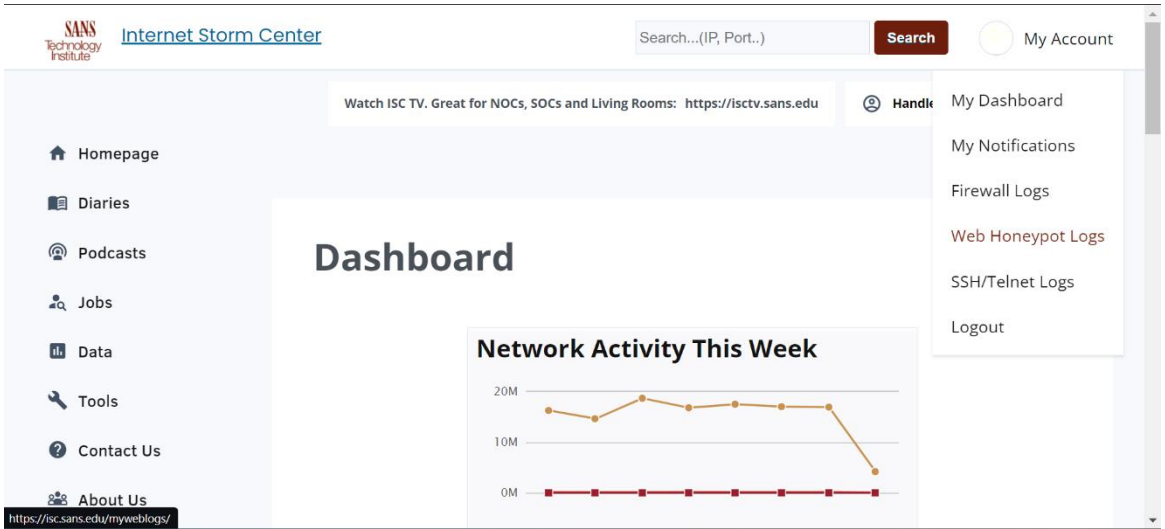 SANS
Technology
Institute
Internet Storm Center
Search...(IP, Port..)
Search
My Account
Watch ISC TV. Great for NOCs, SOCs and Living Rooms: https://isctv.sans.edu
Handle
My Dashboard
My Notifications
Firewall Logs
Web Honeypot Logs
SSH/Telnet Logs
Logout
Homepage
Diaries
Podcasts
Jobs
Data
Tools
Contact Us
About Us
Dashboard
Network Activity This Week
20M
10M
0M
https://isc.sans.edu/myweblogs/